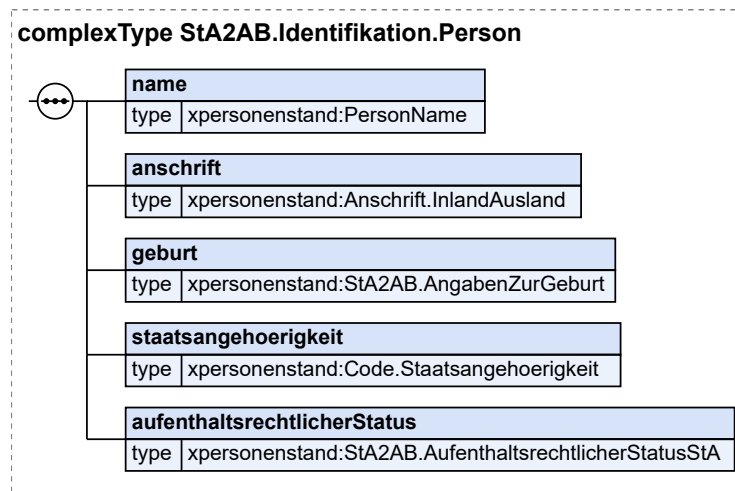 complexType StA2AB.Identifikation.Person
name
type xpersonenstand:PersonName
anschrift
type xpersonenstand:Anschrift.InlandAusland
geburt
type xpersonenstand:StA2AB.AngabenZurGeburt
staatsangehoerigkeit
type xpersonenstand:Code.Staatsangehoerigkeit
aufenthaltsrechtlicherStatus
type xpersonenstand:StA2AB.AufenthaltsrechtlicherStatusStA